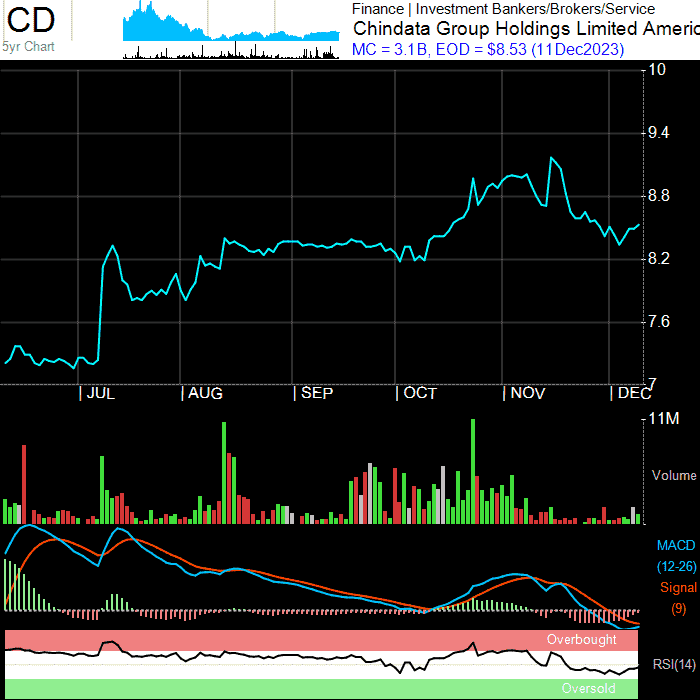 CD
5yr Chart
Finance | Investment Bankers/Brokers/Service
Chindata Group Holdings Limited Americ
MC = 3.1B, EOD = $8.53 (11Dec2023)
10
9.4
8.8
8.2
7.6
7
| JUL | AUG | SEP | OCT | NOV | DEC
11M
Volume
MACD
(12-26)
Signal
(9)
Overbought
RSI(14)
Oversold